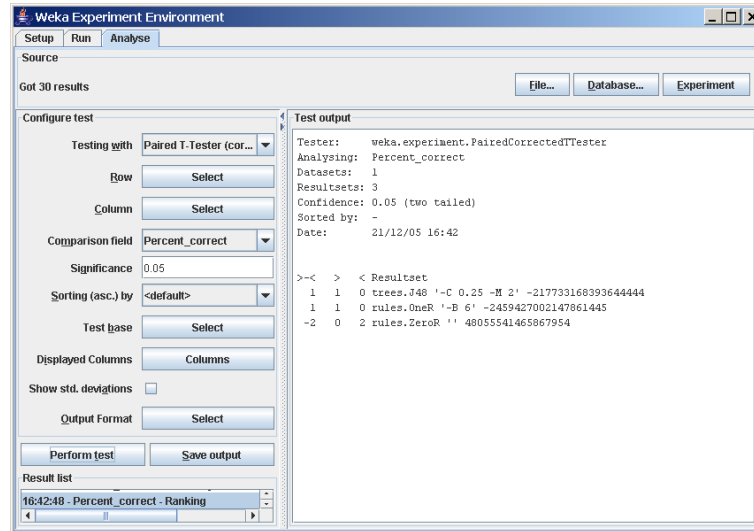 Weka Experiment Environment
Setup Run Analyse
Source
Got 30 results
File... Database... Experiment
Configure test
Testing with Paired T-Tester (cor...
Row Select
Column Select
Comparison field Percent_correct
Significance 0.05
Sorting (asc.) by <default>
Test base Select
Displayed Columns Columns
Show std. deviations
Output Format Select
Perform test Save output
Result list
16:42:48 - Percent_correct - Ranking
Test output
Tester: weka.experiment.PairedCorrectedTTester
Analysing: Percent_correct
Datasets: 1
Resultsets: 3
Confidence: 0.05 (two tailed)
Sorted by: -
Date: 21/12/05 16:42
>-< > < Resultset
1 1 0 trees.J48 '-C 0.25 -M 2' -217733168393644444
1 1 0 rules.OneR '-B 6' -2459427002147861445
-2 0 2 rules.ZeroR '' 48055541465867954